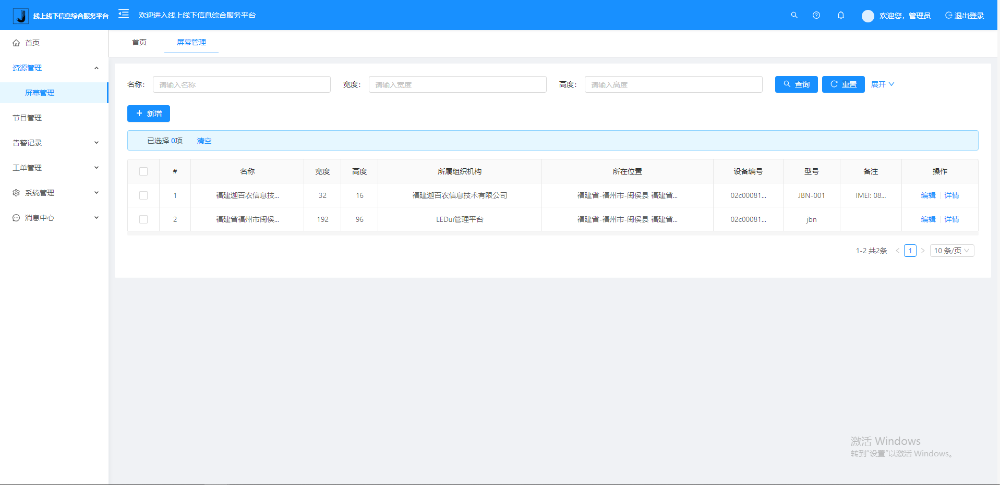 线上线下信息综合服务平台
欢迎进入线上线下信息综合服务平台
欢迎您，管理员
退出登录
首页
资源管理
屏幕管理
节目管理
告警记录
工单管理
系统管理
消息中心
首页 屏幕管理
名称： 请输入名称 宽度： 请输入宽度 高度： 请输入高度 查询 重置 展开
新增
已选择 0项 清空
# 名称 宽度 高度 所属组织机构 所在位置 设备编号 型号 备注 操作
1 福建迦百农信息技... 32 16 福建迦百农信息技术有限公司 福建省-福州市-闽侯县 福建省... 02c00081... JBN-001 IMEI: 08... 编辑 详情
2 福建省福州市闽侯... 192 96 LEDui管理平台 福建省-福州市-闽侯县 福建省... 02c00081... jbn 编辑 详情
1-2 共2条 < 1 > 10 条/页
激活 Windows
转到"设置"以激活 Windows。